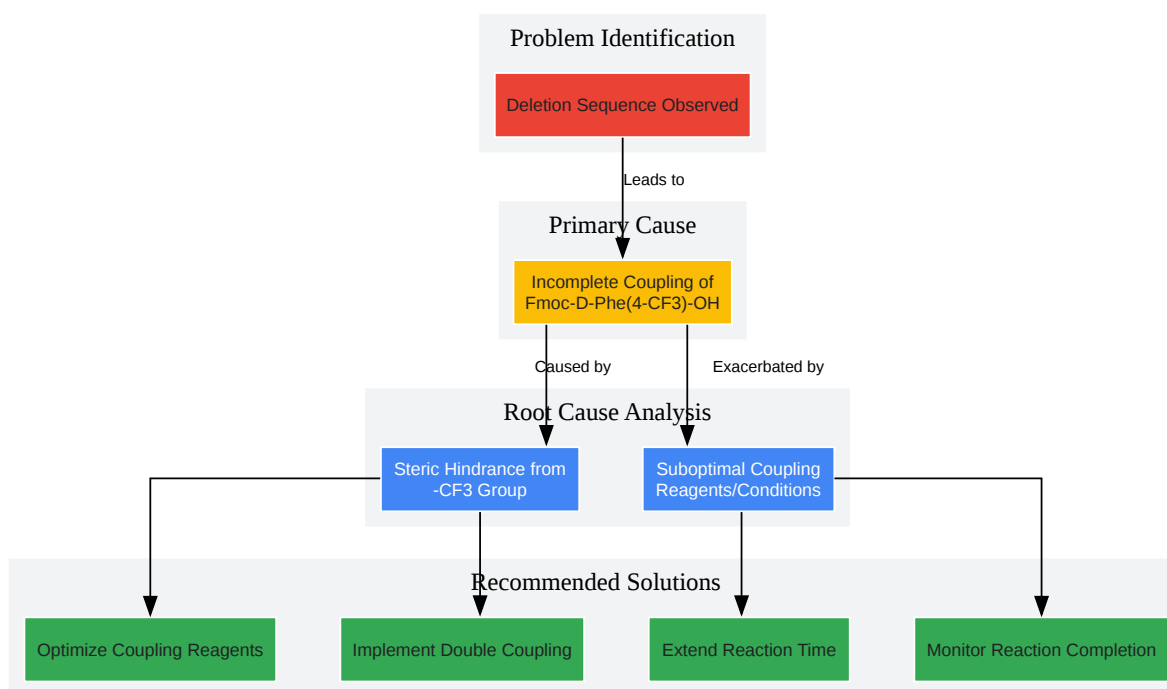 Problem Identification
Deletion Sequence Observed
Leads to
Primary Cause
Incomplete Coupling of
Fmoc-D-Phe(4-CF3)-OH
Caused by
Exacerbated by
Root Cause Analysis
Steric Hindrance from
-CF3 Group
Suboptimal Coupling
Reagents/Conditions
Recommended Solutions
Optimize Coupling Reagents
Implement Double Coupling
Extend Reaction Time
Monitor Reaction Completion